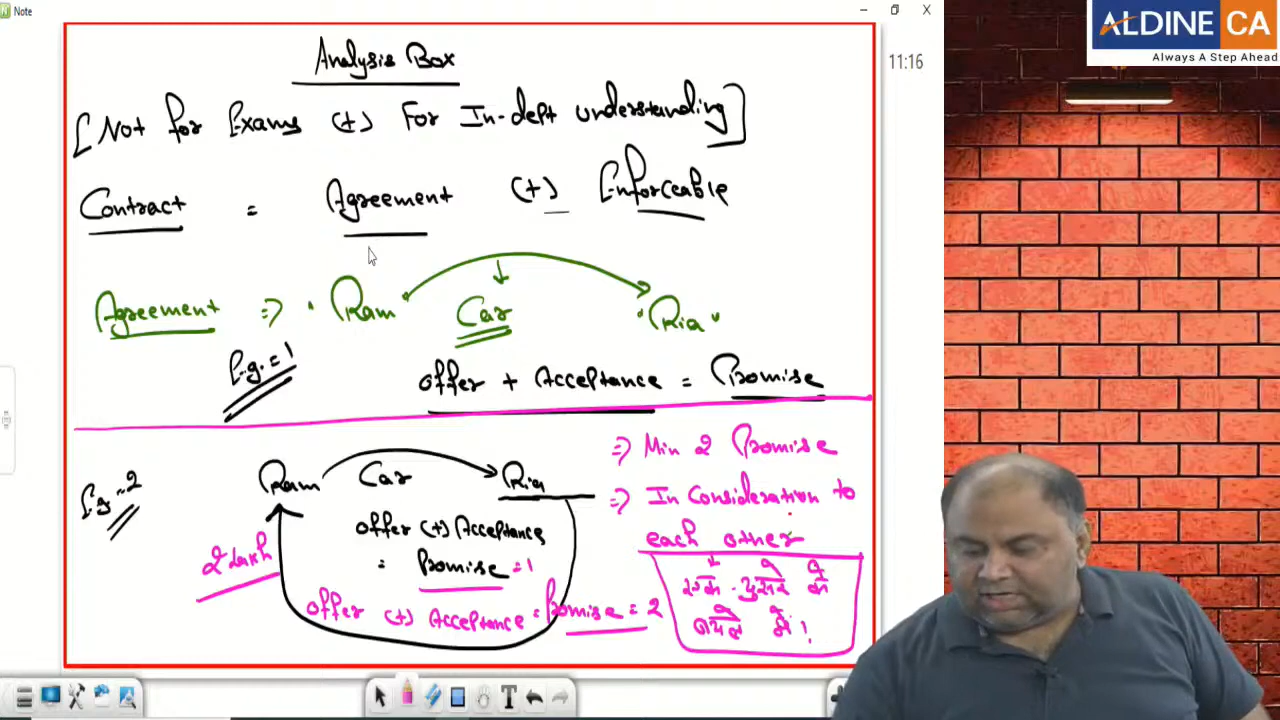 Note
ALDINE CA
Always A Step Ahead
11:16
Analysis Box
[Not for Exams (+) For In-dept understanding]
Contract = Agreement (+) Enforceable
Agreement => Ram Car Ria
E.g. = 1
offer + Acceptance = Promise
E.g. = 2
Ram Car Ria
offer (+) Acceptance
= Promise = 1
2 Lakh
offer (+) Acceptance = Promise = 2
=> Min 2 Promise
=> In Consideration to
each other